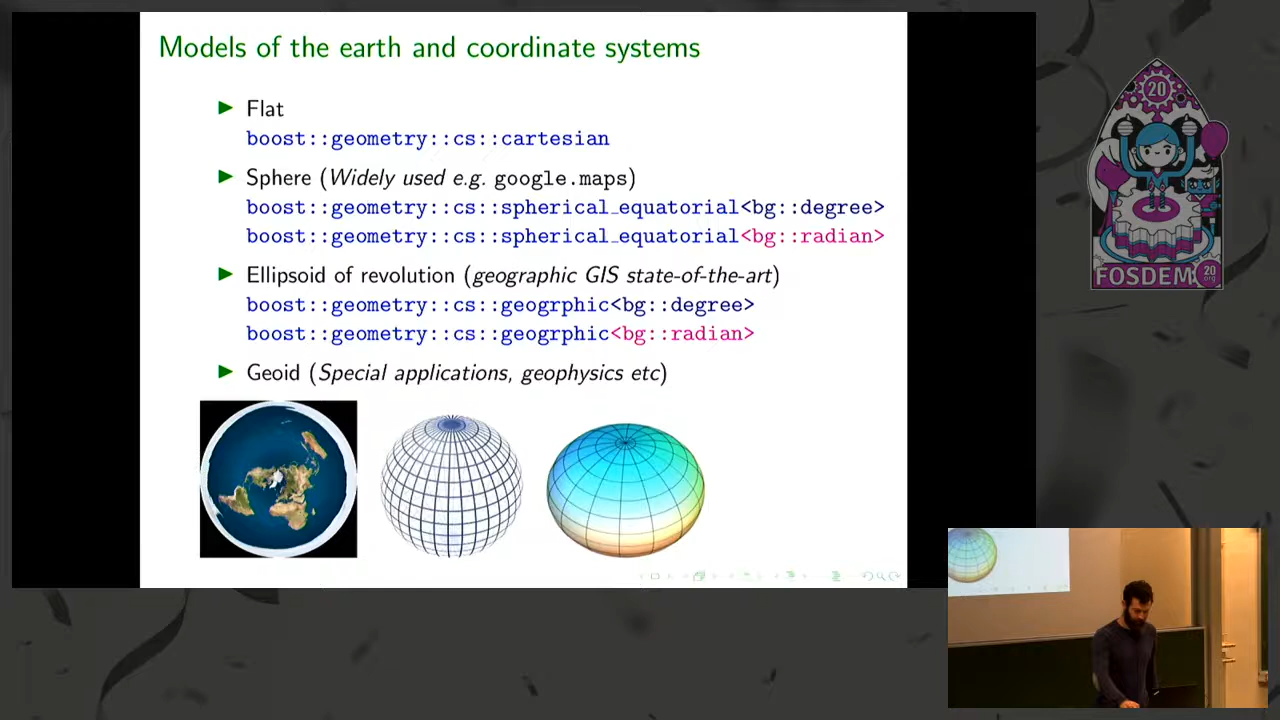 Models of the earth and coordinate systems
▶ Flat
boost::geometry::cs::cartesian
▶ Sphere (Widely used e.g. google.maps)
boost::geometry::cs::spherical_equatorial<bg::degree>
boost::geometry::cs::spherical_equatorial<bg::radian>
▶ Ellipsoid of revolution (geographic GIS state-of-the-art)
boost::geometry::cs::geogrphic<bg::degree>
boost::geometry::cs::geogrphic<bg::radian>
▶ Geoid (Special applications, geophysics etc)
20
FOSDEM 20
.org